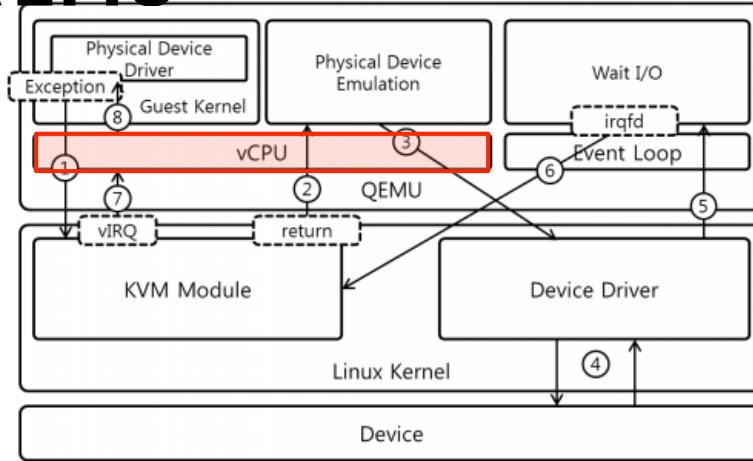 Physical Device
Driver
Exception
8
Guest Kernel
Physical Device
Emulation
Wait I/O
irqfd
1
vCPU
3
Event Loop
6
7
2
QEMU
5
vIRQ
return
KVM Module
Device Driver
4
Linux Kernel
Device